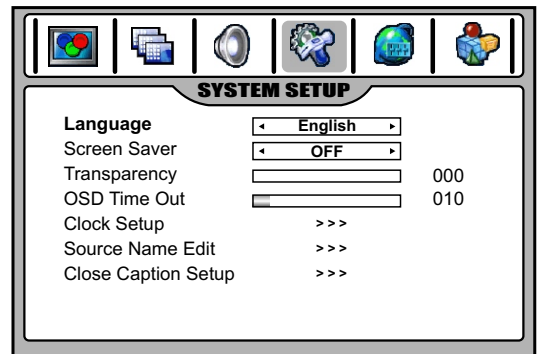 SYSTEM SETUP
Language English
Screen Saver OFF
Transparency 000
OSD Time Out 010
Clock Setup >>>
Source Name Edit >>>
Close Caption Setup >>>